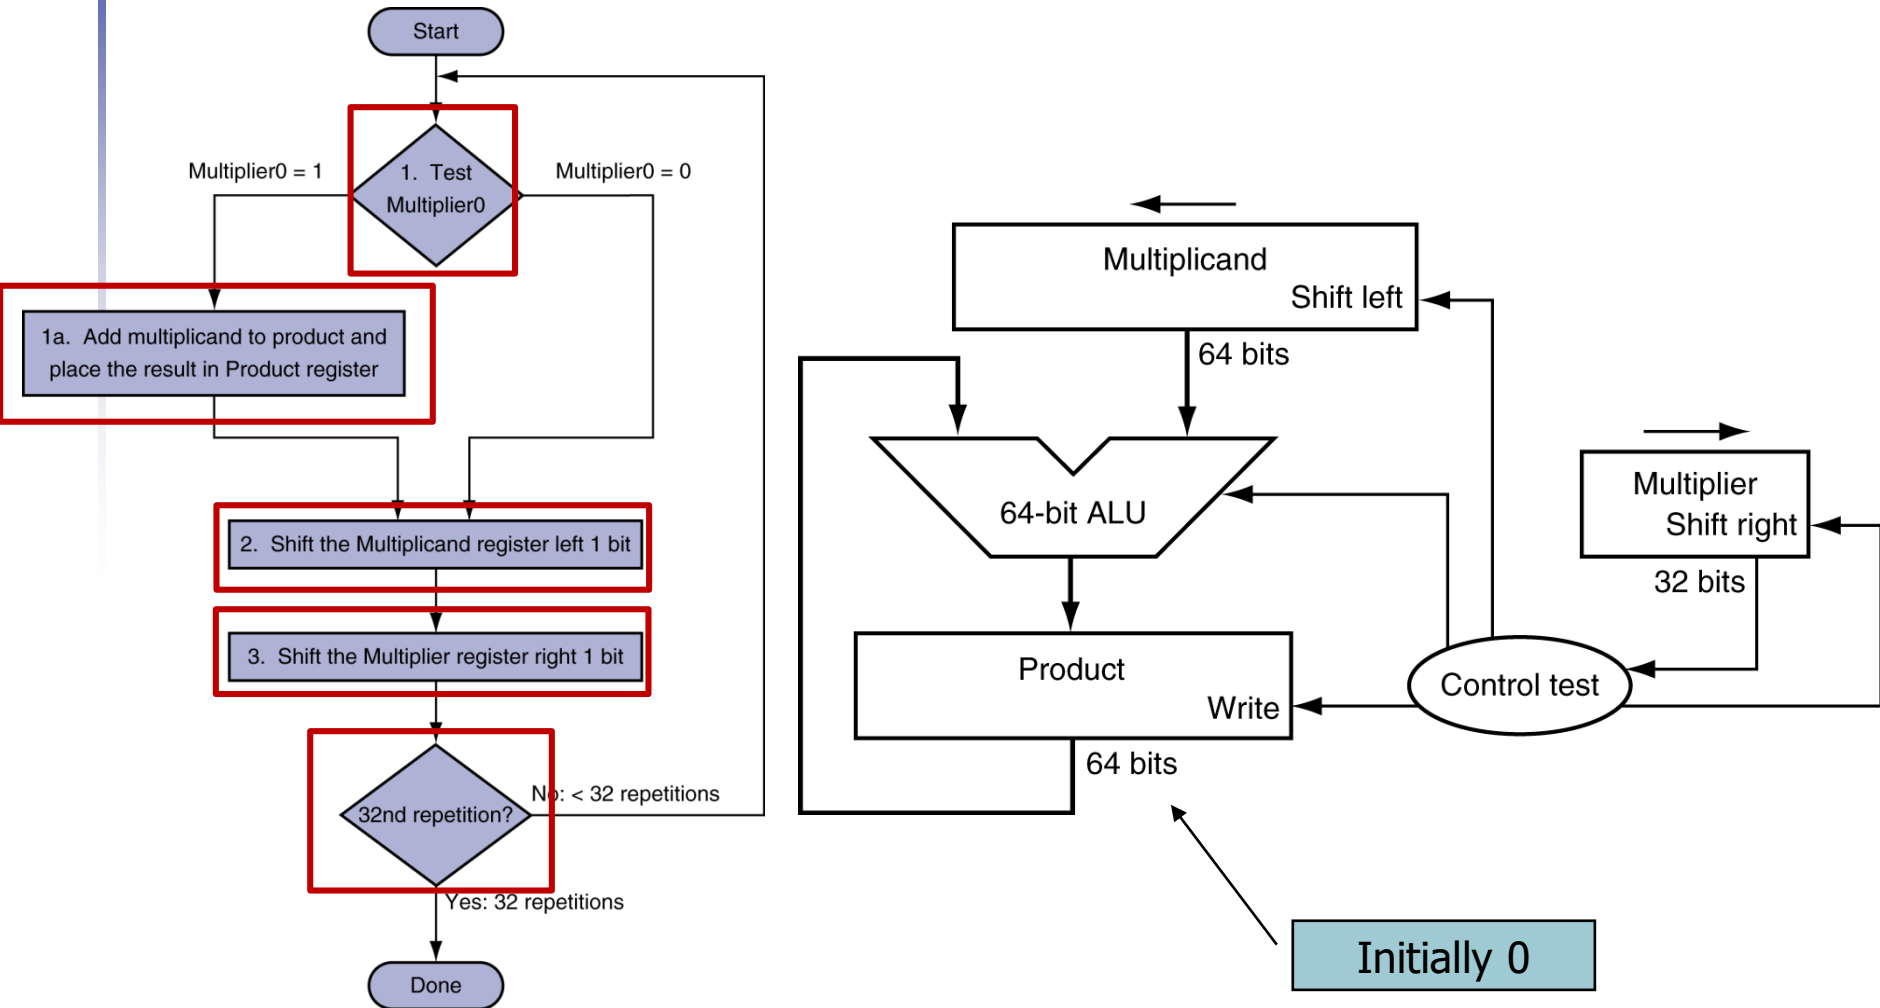 Start
Multiplier0 = 1
1. Test
Multiplier0
Multiplier0 = 0
1a. Add multiplicand to product and
place the result in Product register
2. Shift the Multiplicand register left 1 bit
3. Shift the Multiplier register right 1 bit
32nd repetition?
No: < 32 repetitions
Yes: 32 repetitions
Done
Multiplicand
Shift left
64 bits
64-bit ALU
Multiplier
Shift right
32 bits
Product
Write
Control test
64 bits
Initially 0